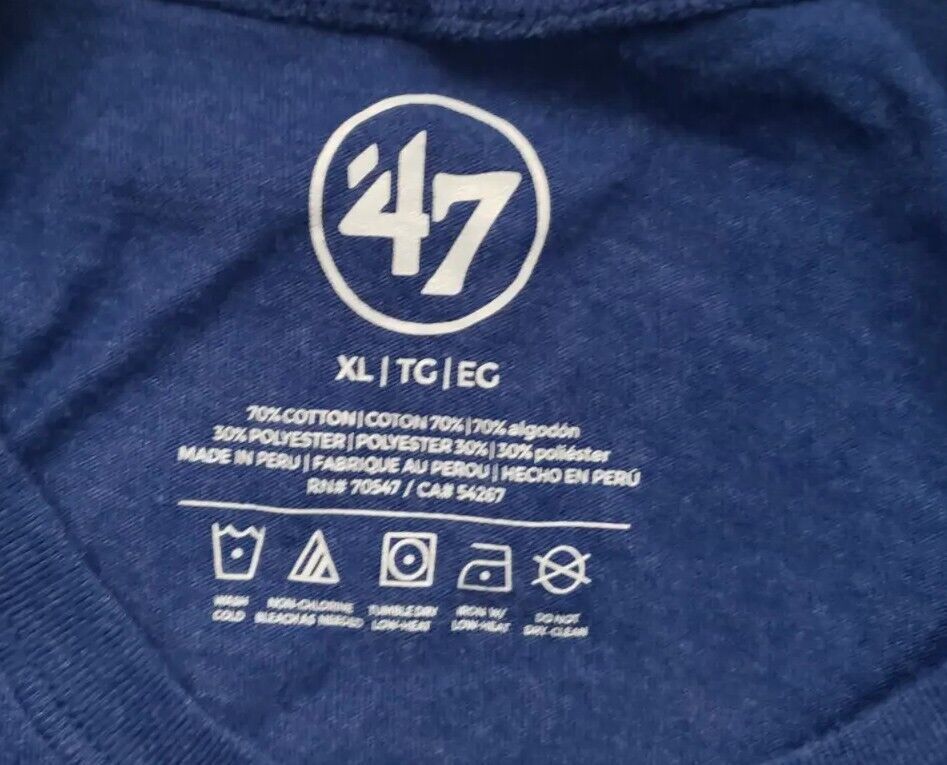 '47
XL | TG | EG
70% COTTON | COTON 70% | 70% algodón
30% POLYESTER | POLYESTER 30% | 30% poliéster
MADE IN PERU | FABRIQUE AU PEROU | HECHO EN PERÚ
RN# 70547 / CA# 54267
WASH COLD
NON-CHLORINE BLEACH AS NEEDED
TUMBLE DRY LOW-HEAT
IRON W/ LOW-HEAT
DO NOT DRY-CLEAN